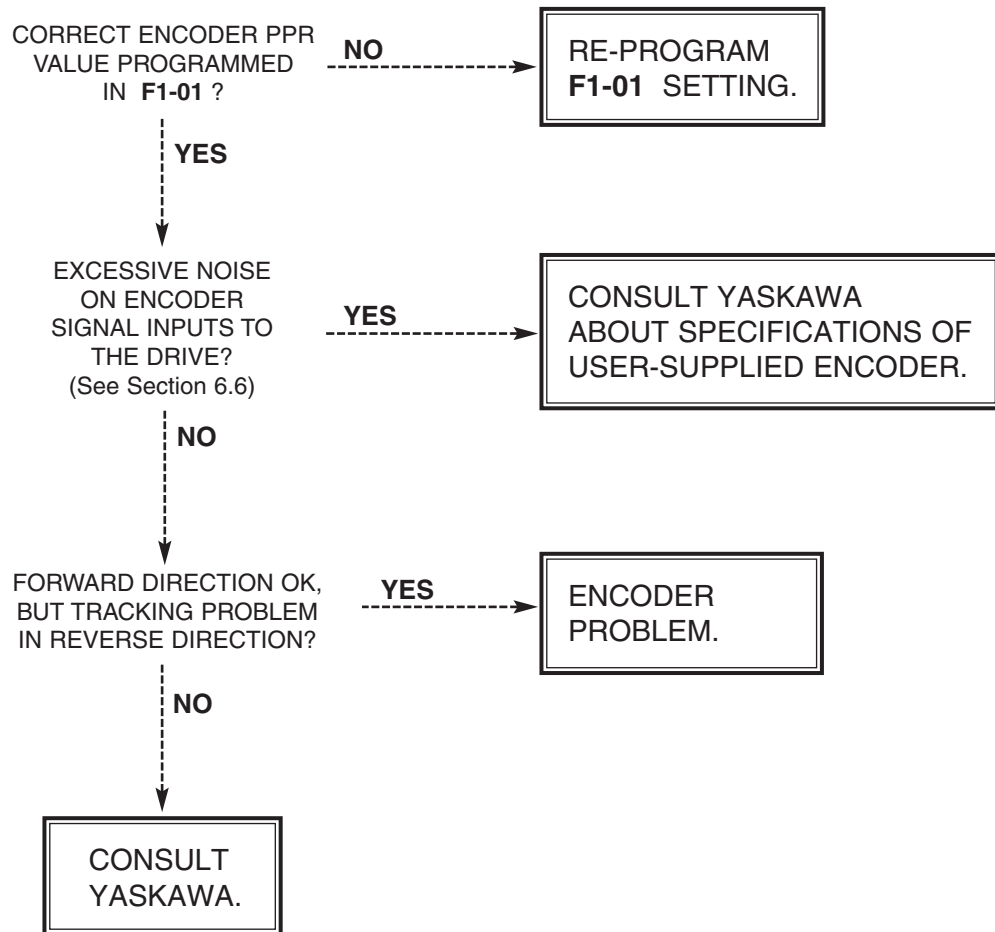 CORRECT ENCODER PPR
VALUE PROGRAMMED
IN F1-01 ?
NO
RE-PROGRAM
F1-01 SETTING.
YES
EXCESSIVE NOISE
ON ENCODER
SIGNAL INPUTS TO
THE DRIVE?
(See Section 6.6)
YES
CONSULT YASKAWA
ABOUT SPECIFICATIONS OF
USER-SUPPLIED ENCODER.
NO
FORWARD DIRECTION OK,
BUT TRACKING PROBLEM
IN REVERSE DIRECTION?
YES
ENCODER
PROBLEM.
NO
CONSULT
YASKAWA.